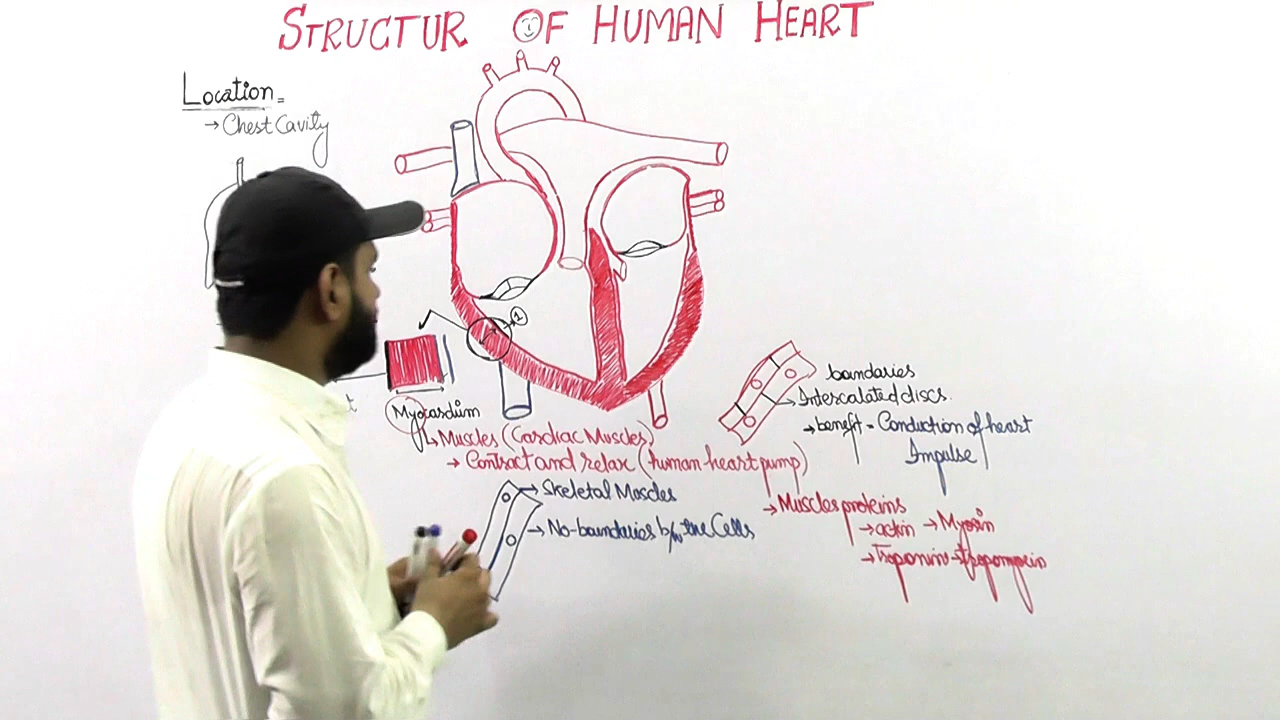 STRUCTUR OF HUMAN HEART
Location =
→ Chest Cavity
1
Myocardium
→ Muscles (Cardiac Muscles)
→ Contract and relax (human heart pump)
→ Skeletal Muscles
→ No-boundaries b/w the Cells
boundaries
→ Intercalated discs.
→ benefit = Conduction of heart
Impulse
→ Muscles proteins
→ actin → Myosin
→ Troponin → tropomyosin